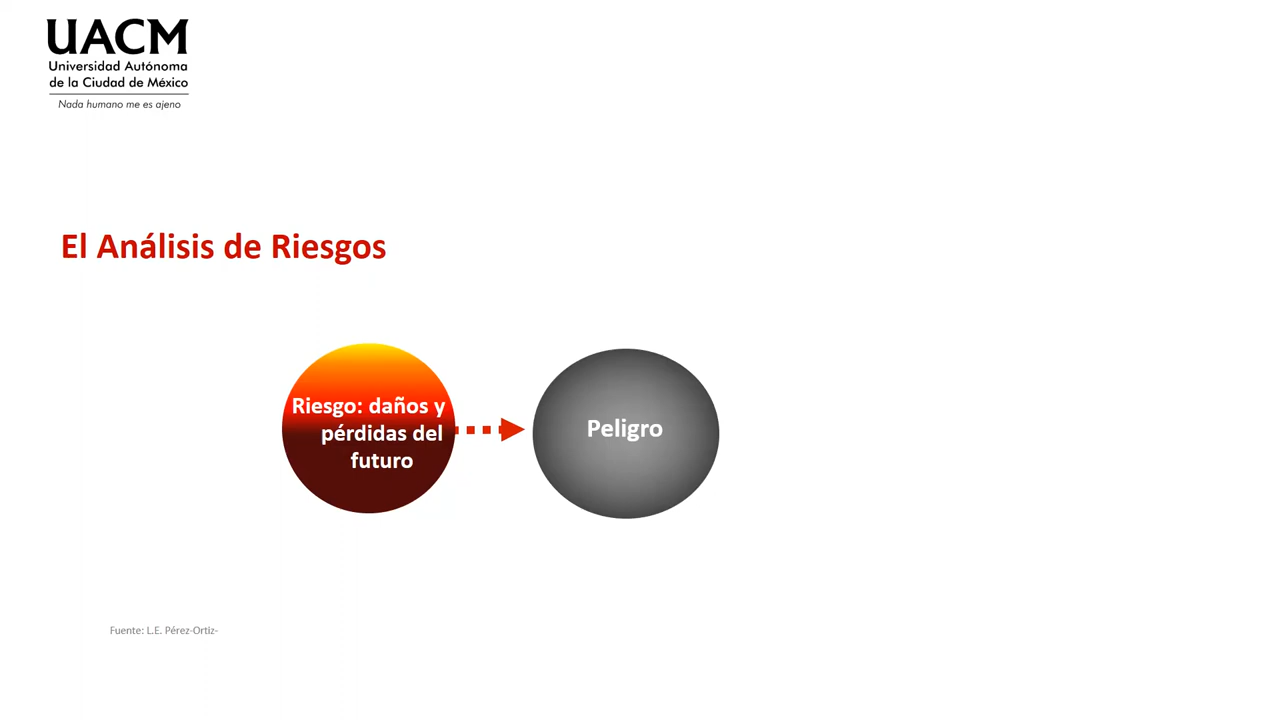 UACM
Universidad Autónoma
de la Ciudad de México
Nada humano me es ajeno
El Análisis de Riesgos
Riesgo: daños y
pérdidas del
futuro
Peligro
Fuente: L.E. Pérez-Ortiz-